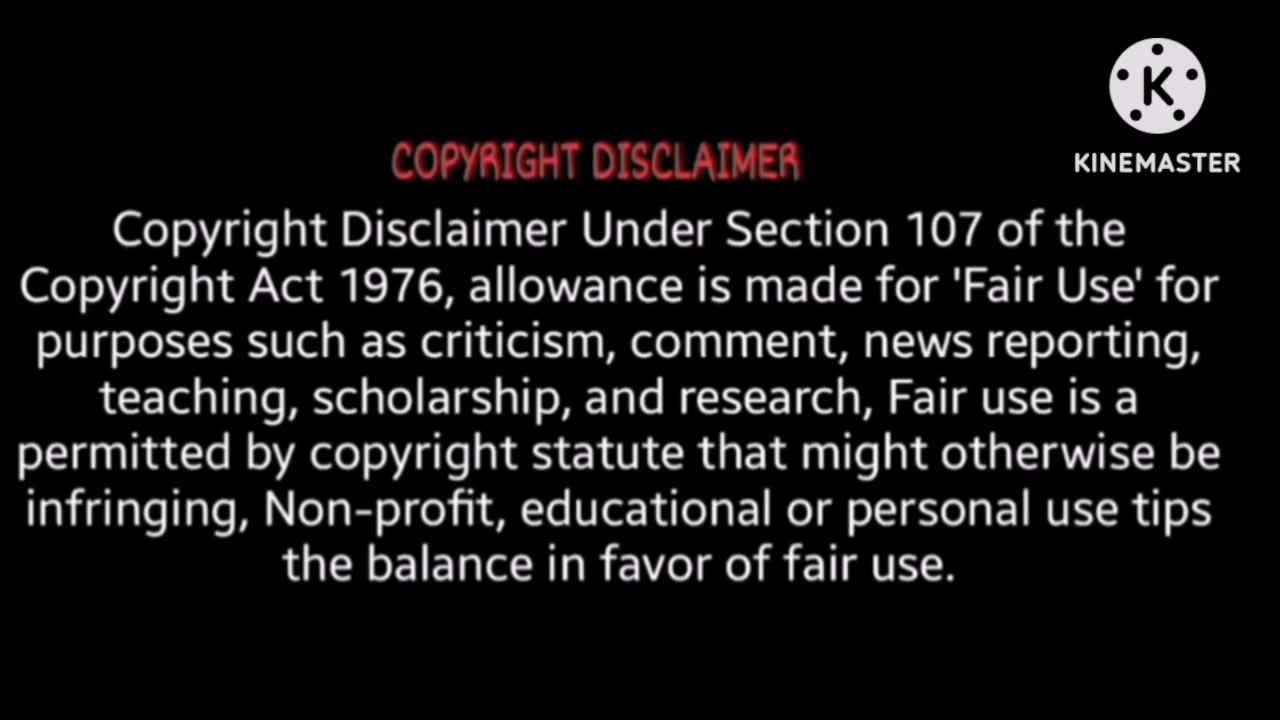 K
KINEMASTER
COPYRIGHT DISCLAIMER
Copyright Disclaimer Under Section 107 of the
Copyright Act 1976, allowance is made for 'Fair Use' for
purposes such as criticism, comment, news reporting,
teaching, scholarship, and research, Fair use is a
permitted by copyright statute that might otherwise be
infringing, Non-profit, educational or personal use tips
the balance in favor of fair use.